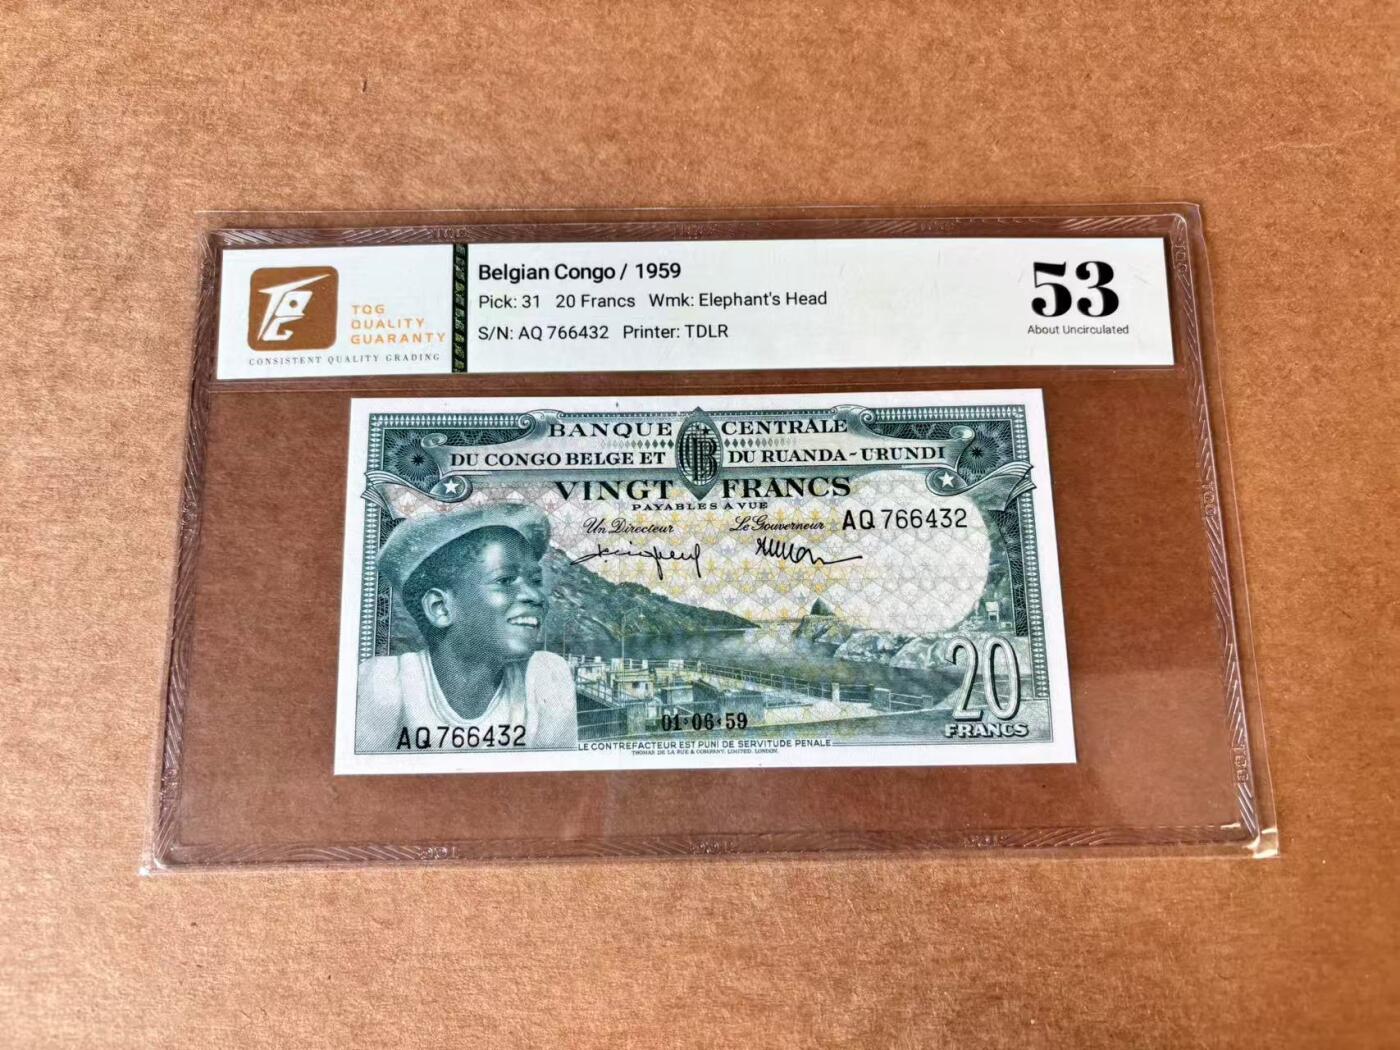 TQG
QUALITY
GUARANTY
CONSISTENT QUALITY GRADING
Belgian Congo / 1959
Pick: 31 20 Francs Wmk: Elephant's Head
S/N: AQ 766432 Printer: TDLR
53
About Uncirculated
BANQUE CENTRALE
DU CONGO BELGE ET DU RUANDA-URUNDI
VINGT FRANCS
PAYABLES A VUE
Un Directeur Le Gouverneur
AQ 766432
20
FRANCS
01·06·59
AQ 766432
LE CONTREFACTEUR EST PUNI DE SERVITUDE PENALE
THOMAS DE LA RUE & COMPANY, LIMITED, LONDON.